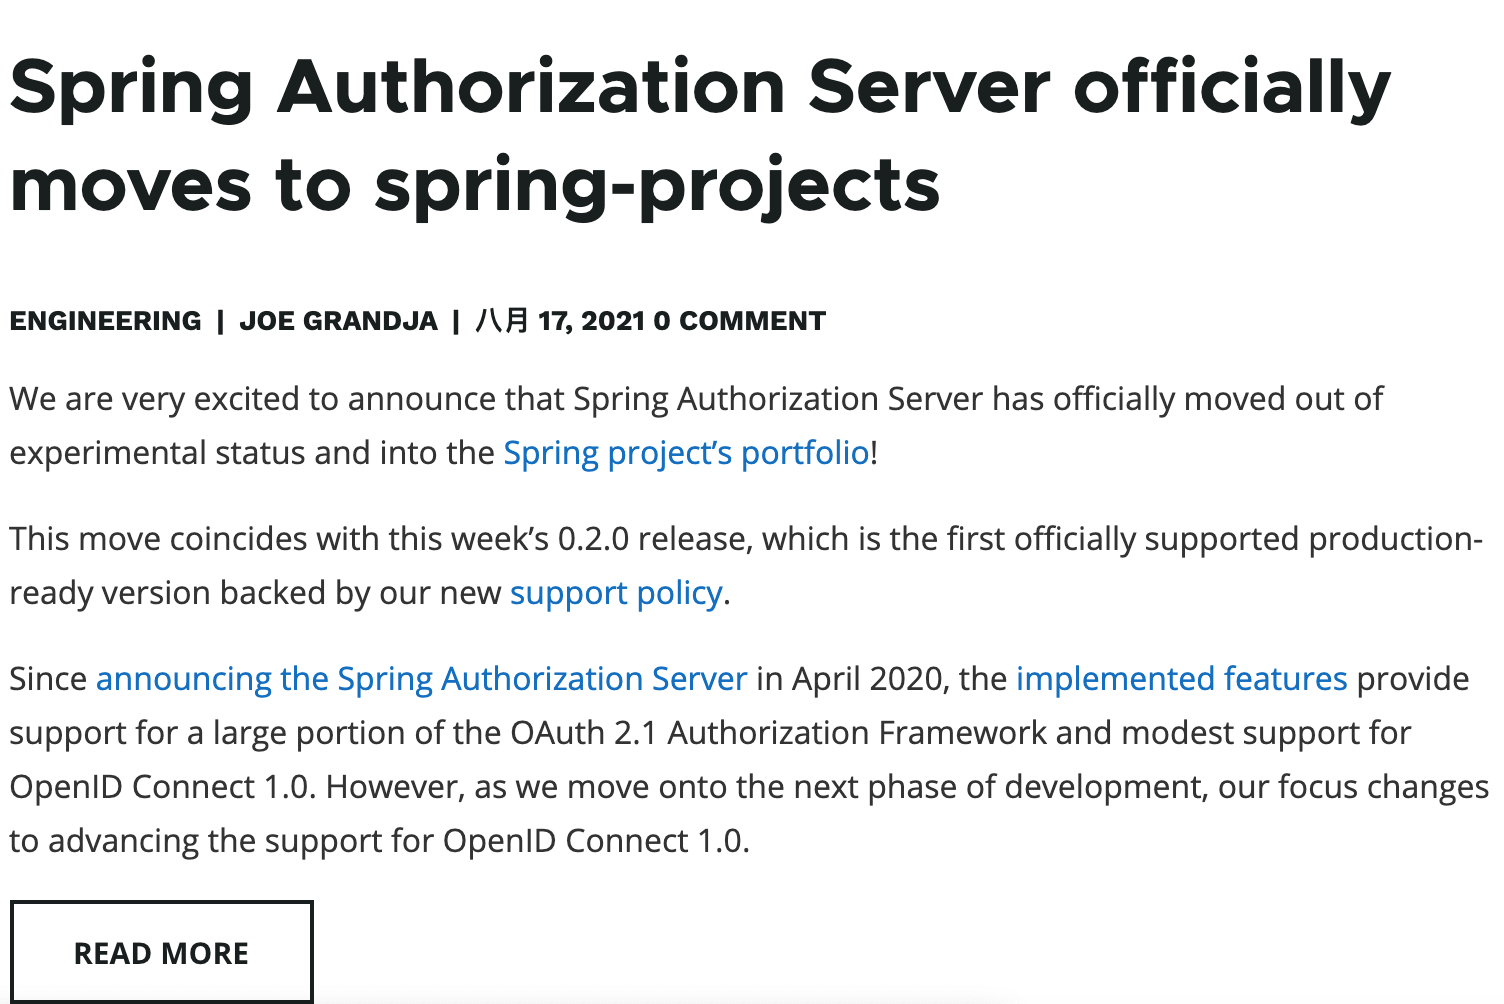 Spring Authorization Server officially
moves to spring-projects
ENGINEERING | JOE GRANDJA | 八月 17, 2021 0 COMMENT
We are very excited to announce that Spring Authorization Server has officially moved out of
experimental status and into the Spring project’s portfolio!
This move coincides with this week’s 0.2.0 release, which is the first officially supported production-
ready version backed by our new support policy.
Since announcing the Spring Authorization Server in April 2020, the implemented features provide
support for a large portion of the OAuth 2.1 Authorization Framework and modest support for
OpenID Connect 1.0. However, as we move onto the next phase of development, our focus changes
to advancing the support for OpenID Connect 1.0.
READ MORE